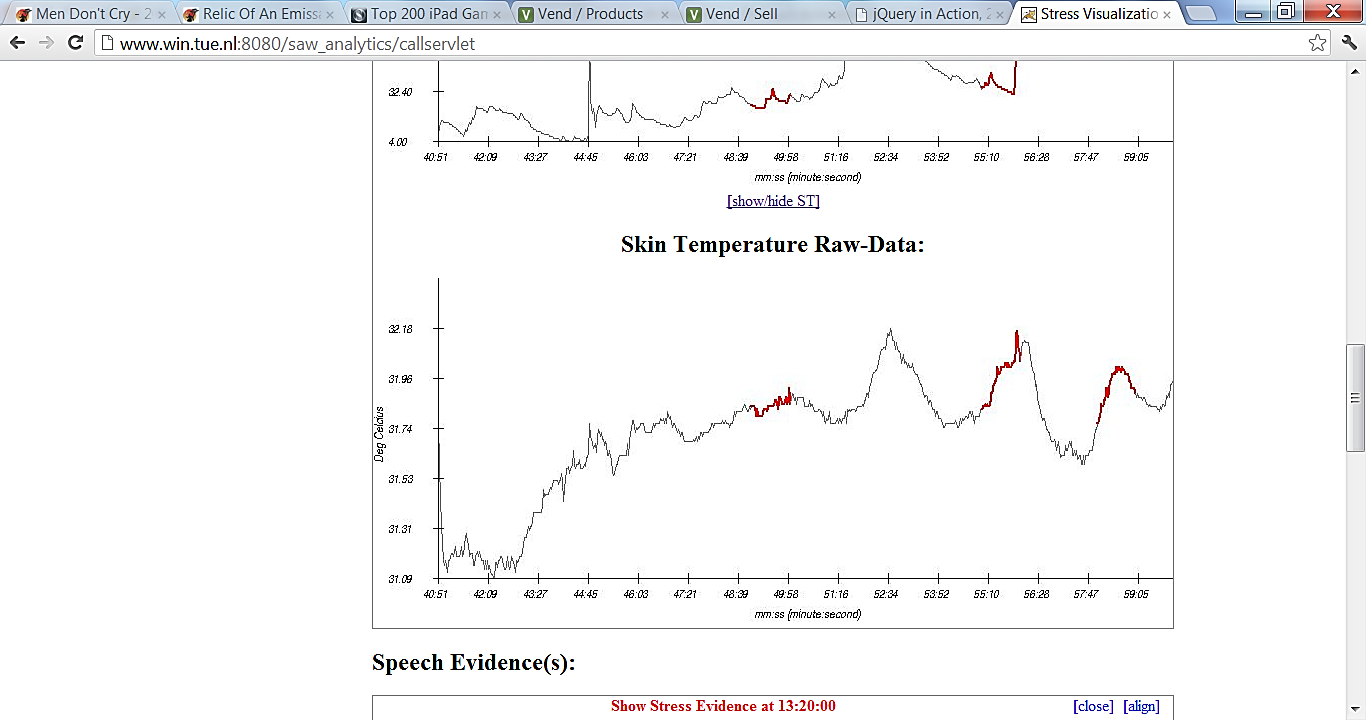 Men Don't Cry - 2
Relic Of An Emissa
Top 200 iPad Gam
Vend / Products
Vend / Sell
jQuery in Action, 2
Stress Visualizatio
www.win.tue.nl:8080/saw_analytics/callservlet
32.40
4.00
40:51 42:09 43:27 44:45 46:03 47:21 48:39 49:58 51:16 52:34 53:52 55:10 56:28 57:47 59:05
mm:ss (minute:second)
[show/hide ST]
Skin Temperature Raw-Data:
32.18
31.96
31.74
Deg Celcius
31.53
31.31
31.09
40:51 42:09 43:27 44:45 46:03 47:21 48:39 49:58 51:16 52:34 53:52 55:10 56:28 57:47 59:05
mm:ss (minute:second)
Speech Evidence(s):
Show Stress Evidence at 13:20:00 [close] [align]